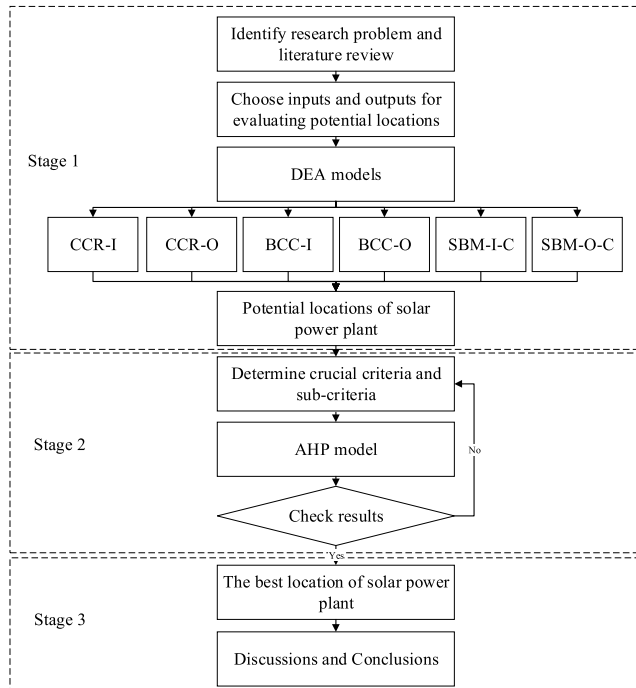 Identify research problem and
literature review
Choose inputs and outputs for
evaluating potential locations
Stage 1
DEA models
CCR-I
CCR-O
BCC-I
BCC-O
SBM-I-C
SBM-O-C
Potential locations of solar
power plant
Determine crucial criteria and
sub-criteria
Stage 2
AHP model
No
Check results
Yes
The best location of solar power
plant
Stage 3
Discussions and Conclusions